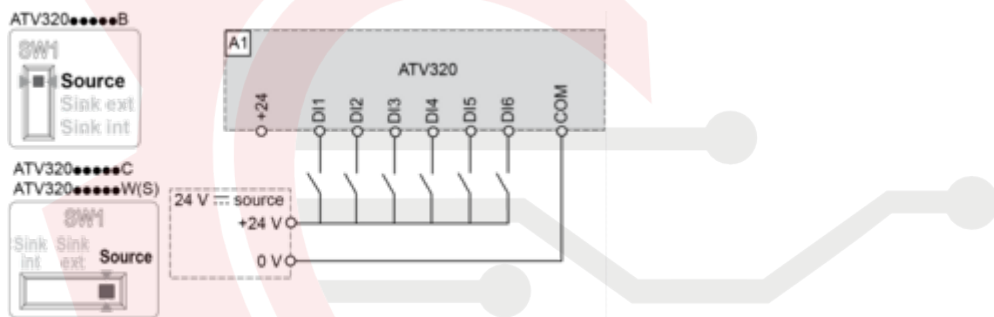 ATV320●●●●●B
SW1
Source
Sink ext
Sink int
A1
ATV320
+24
DI1
DI2
DI3
DI4
DI5
DI6
COM
ATV320●●●●●C
ATV320●●●●●W(S)
SW1
Sink int
Sink ext
Source
24 V ⎓ source
+24 V
0 V